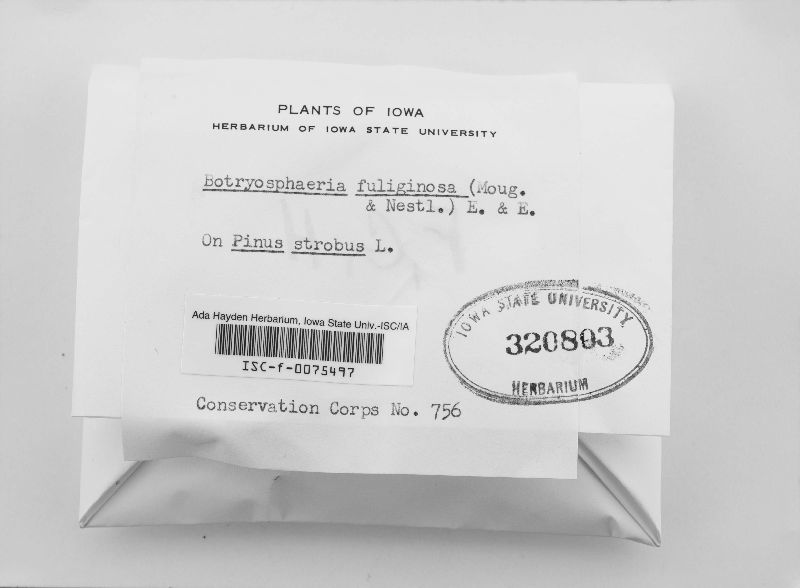 PLANTS OF IOWA
HERBARIUM OF IOWA STATE UNIVERSITY
Botryosphaeria fuliginosa (Moug.
& Nestl.) E. & E.
On Pinus strobus L.
Ada Hayden Herbarium, Iowa State Univ.-ISC/IA
ISC-f-0075497
IOWA STATE UNIVERSITY
320803
HERBARIUM
Conservation Corps No. 756